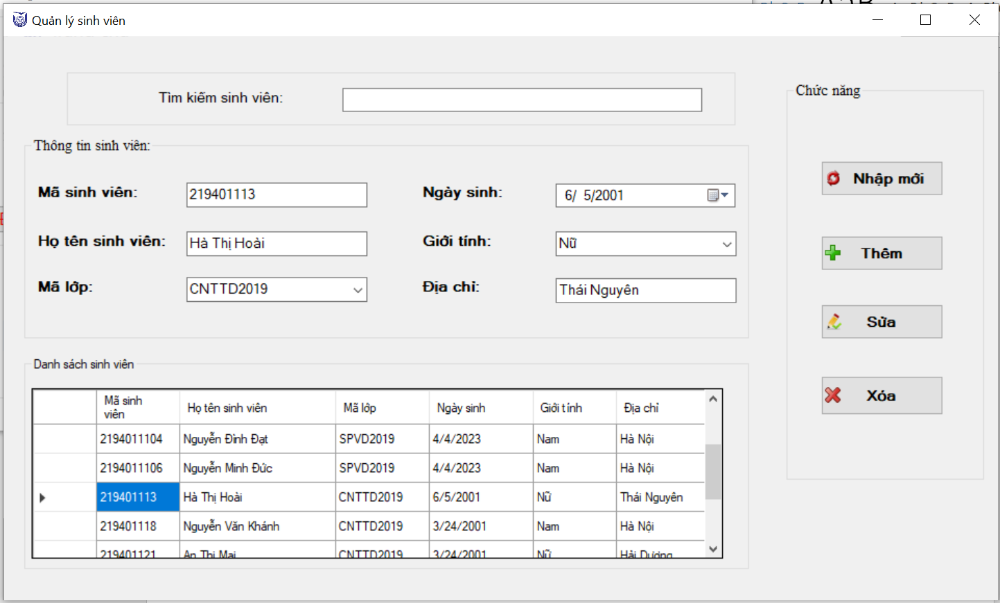 Quản lý sinh viên
Tìm kiếm sinh viên:
Chức năng
Thông tin sinh viên:
Mã sinh viên: 219401113 Ngày sinh: 6/ 5/2001
Nhập mới
Họ tên sinh viên: Hà Thị Hoài Giới tính: Nữ
Thêm
Mã lớp: CNTTD2019 Địa chỉ: Thái Nguyên
Sửa
Danh sách sinh viên
Xóa
Mã sinh viên Họ tên sinh viên Mã lớp Ngày sinh Giới tính Địa chỉ
2194011104 Nguyễn Đình Đạt SPVD2019 4/4/2023 Nam Hà Nội
2194011106 Nguyễn Minh Đức SPVD2019 4/4/2023 Nam Hà Nội
219401113 Hà Thị Hoài CNTTD2019 6/5/2001 Nữ Thái Nguyên
219401118 Nguyễn Văn Khánh CNTTD2019 3/24/2001 Nam Hà Nội
219401121 An Thị Mai CNTTD2019 3/24/2001 Nữ Hải Dương